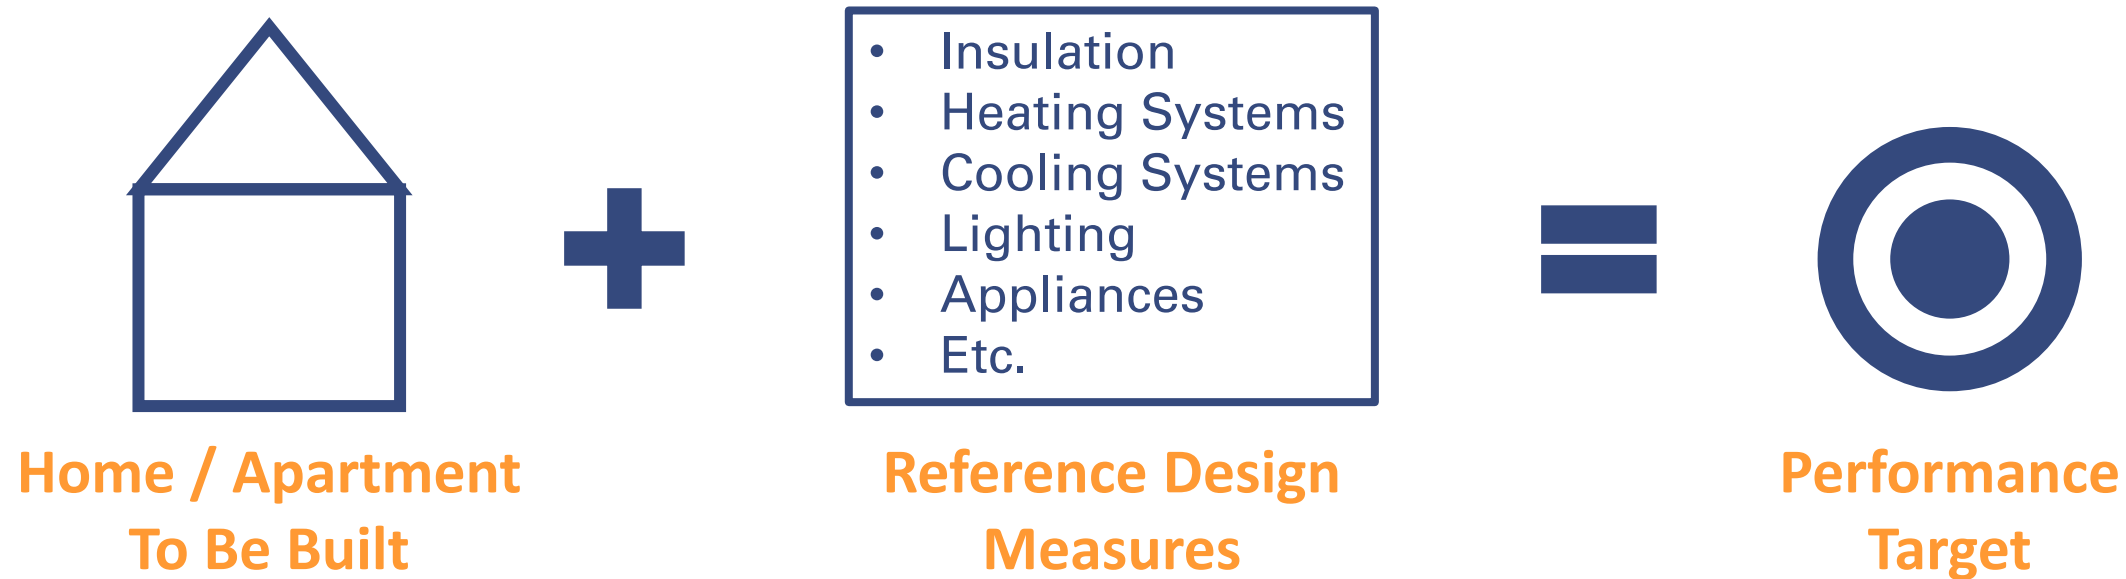 • Insulation
• Heating Systems
• Cooling Systems
• Lighting
• Appliances
• Etc.
Home / Apartment
To Be Built
Reference Design
Measures
Performance
Target